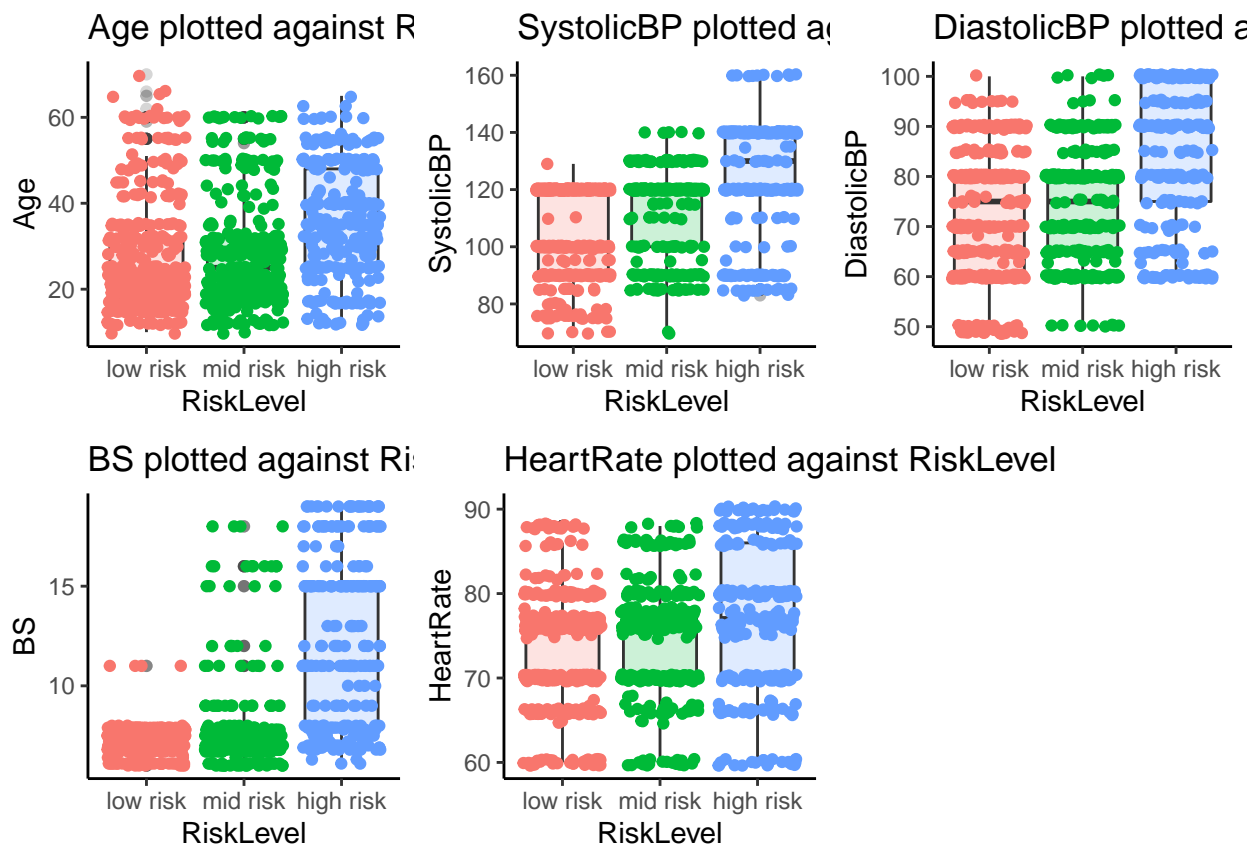 Age plotted against R
Age
60
40
20
low risk mid risk high risk
RiskLevel
SystolicBP plotted ag
SystolicBP
160
140
120
100
80
low risk mid risk high risk
RiskLevel
DiastolicBP plotted a
DiastolicBP
100
90
80
70
60
50
low risk mid risk high risk
RiskLevel
BS plotted against Ris
BS
15
10
low risk mid risk high risk
RiskLevel
HeartRate plotted against RiskLevel
HeartRate
90
80
70
60
low risk mid risk high risk
RiskLevel